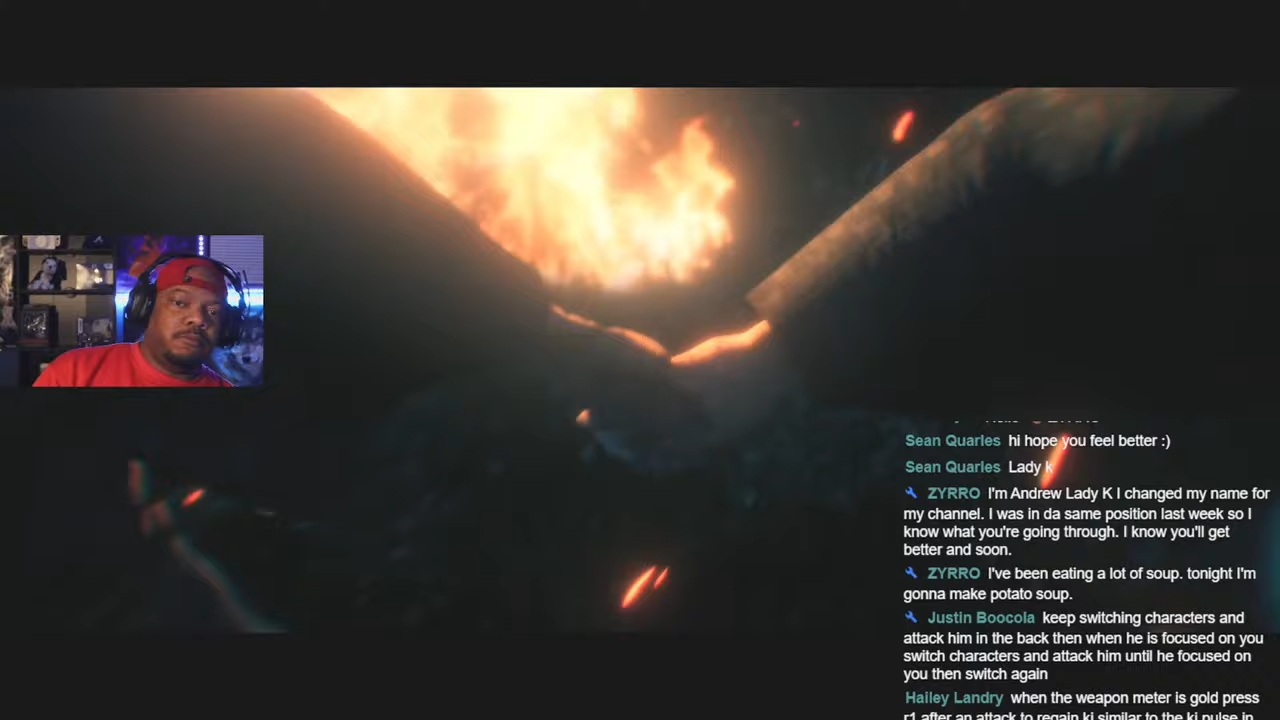 Sean Quarles hi hope you feel better :)
Sean Quarles Lady k
ZYRRO I'm Andrew Lady K I changed my name for
my channel. I was in da same position last week so I
know what you're going through. I know you'll get
better and soon.
ZYRRO I've been eating a lot of soup. tonight I'm
gonna make potato soup.
Justin Boocola keep switching characters and
attack him in the back then when he is focused on you
switch characters and attack him until he focused on
you then switch again
Hailey Landry when the weapon meter is gold press
r1 after an attack to regain ki similar to the ki pulse in